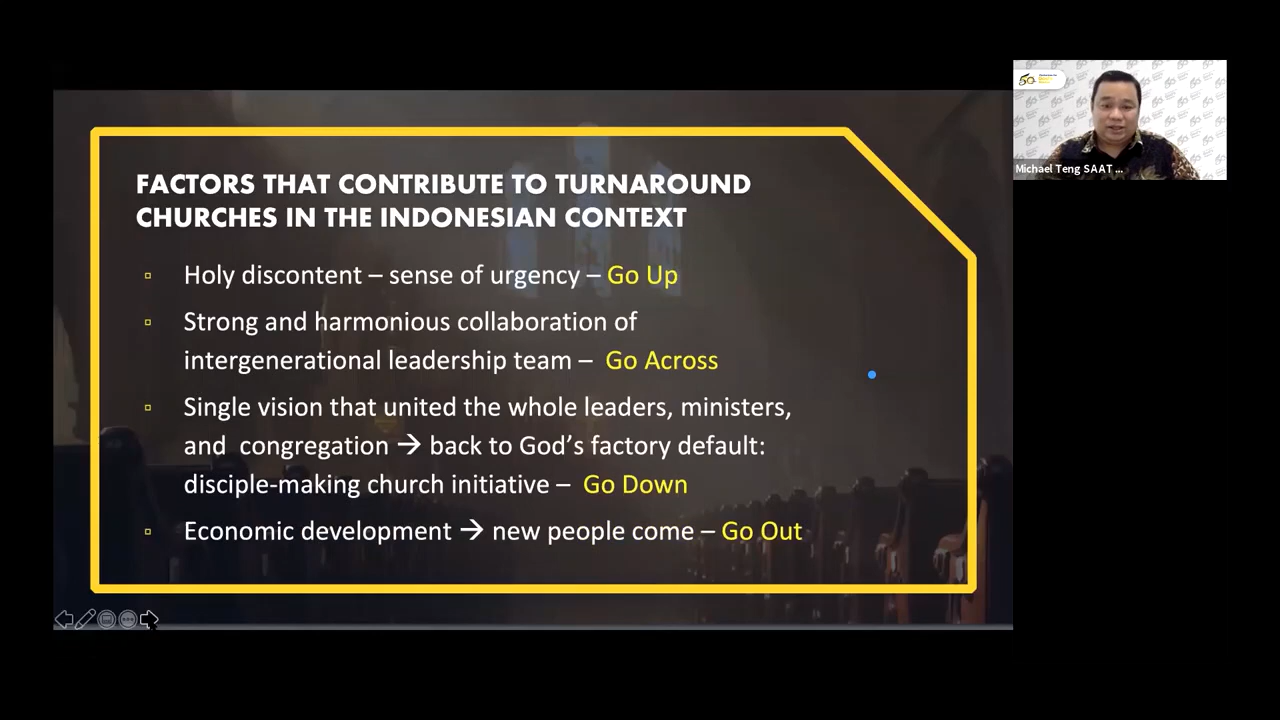 FACTORS THAT CONTRIBUTE TO TURNAROUND
CHURCHES IN THE INDONESIAN CONTEXT
▫ Holy discontent – sense of urgency – Go Up
▫ Strong and harmonious collaboration of
intergenerational leadership team – Go Across
▫ Single vision that united the whole leaders, ministers,
and congregation → back to God’s factory default:
disciple-making church initiative – Go Down
▫ Economic development → new people come – Go Out
50
Michael Teng SAAT ...